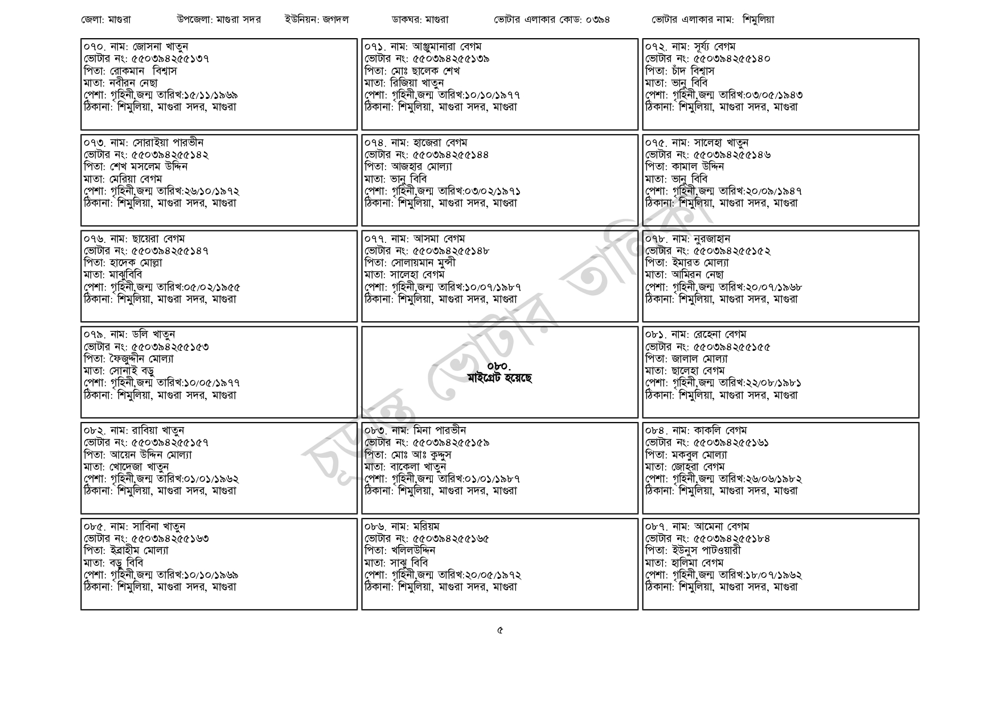 জেলা: মাগুরা উপজেলা: মাগুরা সদর ইউনিয়ন: জগদল ডাকঘর: মাগুরা ভোটার এলাকার কোড: ০৩৯৪ ভোটার এলাকার নাম: শিমুলিয়া
০৭০. নাম: জোসনা খাতুন
ভোটার নং: ৫৫০৩৯৪২৫৫১৩৭
পিতা: রোকমান বিশ্বাস
মাতা: নবীরন নেছা
পেশা: গৃহিনী,জন্ম তারিখ:১৫/১১/১৯৬৯
ঠিকানা: শিমুলিয়া, মাগুরা সদর, মাগুরা
০৭১. নাম: আঞ্জুমানারা বেগম
ভোটার নং: ৫৫০৩৯৪২৫৫১৩৯
পিতা: মোঃ ছালেক শেখ
মাতা: রিজিয়া খাতুন
পেশা: গৃহিনী,জন্ম তারিখ:১০/১০/১৯৭৭
ঠিকানা: শিমুলিয়া, মাগুরা সদর, মাগুরা
০৭২. নাম: সূর্য্য বেগম
ভোটার নং: ৫৫০৩৯৪২৫৫১৪০
পিতা: চাঁদ বিশ্বাস
মাতা: ভানু বিবি
পেশা: গৃহিনী,জন্ম তারিখ:০৩/০৫/১৯৪৩
ঠিকানা: শিমুলিয়া, মাগুরা সদর, মাগুরা
০৭৩. নাম: সোরাইয়া পারভীন
ভোটার নং: ৫৫০৩৯৪২৫৫১৪২
পিতা: শেখ মসলেম উদ্দিন
মাতা: মেরিয়া বেগম
পেশা: গৃহিনী,জন্ম তারিখ:২৬/১০/১৯৭২
ঠিকানা: শিমুলিয়া, মাগুরা সদর, মাগুরা
০৭৪. নাম: হাজেরা বেগম
ভোটার নং: ৫৫০৩৯৪২৫৫১৪৪
পিতা: আজহার মোল্যা
মাতা: ভানু বিবি
পেশা: গৃহিনী,জন্ম তারিখ:০৩/০২/১৯৭১
ঠিকানা: শিমুলিয়া, মাগুরা সদর, মাগুরা
০৭৫. নাম: সালেহা খাতুন
ভোটার নং: ৫৫০৩৯৪২৫৫১৪৬
পিতা: কামাল উদ্দিন
মাতা: ভানু বিবি
পেশা: গৃহিনী,জন্ম তারিখ:২০/০৯/১৯৪৭
ঠিকানা: শিমুলিয়া, মাগুরা সদর, মাগুরা
০৭৬. নাম: ছায়েরা বেগম
ভোটার নং: ৫৫০৩৯৪২৫৫১৪৭
পিতা: হাদেক মোল্লা
মাতা: মাঝুবিবি
পেশা: গৃহিনী,জন্ম তারিখ:০৫/০২/১৯৫৫
ঠিকানা: শিমুলিয়া, মাগুরা সদর, মাগুরা
০৭৭. নাম: আসমা বেগম
ভোটার নং: ৫৫০৩৯৪২৫৫১৪৮
পিতা: সোলায়মান মুন্সী
মাতা: সালেহা বেগম
পেশা: গৃহিনী,জন্ম তারিখ:১০/০৭/১৯৮৭
ঠিকানা: শিমুলিয়া, মাগুরা সদর, মাগুরা
০৭৮. নাম: নুরজাহান
ভোটার নং: ৫৫০৩৯৪২৫৫১৫২
পিতা: ইমারত মোল্যা
মাতা: আমিরন নেছা
পেশা: গৃহিনী,জন্ম তারিখ:২০/০৭/১৯৬৮
ঠিকানা: শিমুলিয়া, মাগুরা সদর, মাগুরা
০৭৯. নাম: ডলি খাতুন
ভোটার নং: ৫৫০৩৯৪২৫৫১৫৩
পিতা: ফৈজুদ্দীন মোল্যা
মাতা: সোনাই বড়ু
পেশা: গৃহিনী,জন্ম তারিখ:১০/০৫/১৯৭৭
ঠিকানা: শিমুলিয়া, মাগুরা সদর, মাগুরা
০৮০.
মাইগ্রেট হয়েছে
০৮১. নাম: রেহেনা বেগম
ভোটার নং: ৫৫০৩৯৪২৫৫১৫৫
পিতা: জালাল মোল্যা
মাতা: ছালেহা বেগম
পেশা: গৃহিনী,জন্ম তারিখ:২২/০৮/১৯৮১
ঠিকানা: শিমুলিয়া, মাগুরা সদর, মাগুরা
০৮২. নাম: রাবিয়া খাতুন
ভোটার নং: ৫৫০৩৯৪২৫৫১৫৭
পিতা: আয়েন উদ্দিন মোল্যা
মাতা: খোদেজা খাতুন
পেশা: গৃহিনী,জন্ম তারিখ:০১/০১/১৯৬২
ঠিকানা: শিমুলিয়া, মাগুরা সদর, মাগুরা
০৮৩. নাম: মিনা পারভীন
ভোটার নং: ৫৫০৩৯৪২৫৫১৫৯
পিতা: মোঃ আঃ কুদ্দুস
মাতা: বাকেলা খাতুন
পেশা: গৃহিনী,জন্ম তারিখ:০১/০১/১৯৮৭
ঠিকানা: শিমুলিয়া, মাগুরা সদর, মাগুরা
০৮৪. নাম: কাকলি বেগম
ভোটার নং: ৫৫০৩৯৪২৫৫১৬১
পিতা: মকবুল মোল্যা
মাতা: জোহরা বেগম
পেশা: গৃহিনী,জন্ম তারিখ:২৬/০৬/১৯৮২
ঠিকানা: শিমুলিয়া, মাগুরা সদর, মাগুরা
০৮৫. নাম: সাবিনা খাতুন
ভোটার নং: ৫৫০৩৯৪২৫৫১৬৩
পিতা: ইব্রাহীম মোল্যা
মাতা: বড়ু বিবি
পেশা: গৃহিনী,জন্ম তারিখ:১০/১০/১৯৬৯
ঠিকানা: শিমুলিয়া, মাগুরা সদর, মাগুরা
০৮৬. নাম: মরিয়ম
ভোটার নং: ৫৫০৩৯৪২৫৫১৬৫
পিতা: খলিলউদ্দিন
মাতা: সাঝু বিবি
পেশা: গৃহিনী,জন্ম তারিখ:২০/০৫/১৯৭২
ঠিকানা: শিমুলিয়া, মাগুরা সদর, মাগুরা
০৮৭. নাম: আমেনা বেগম
ভোটার নং: ৫৫০৩৯৪২৫৫১৮৪
পিতা: ইউনুস পাটওয়ারী
মাতা: হালিমা বেগম
পেশা: গৃহিনী,জন্ম তারিখ:১৮/০৭/১৯৬২
ঠিকানা: শিমুলিয়া, মাগুরা সদর, মাগুরা
চূড়ান্ত ভোটার তালিকা
৫